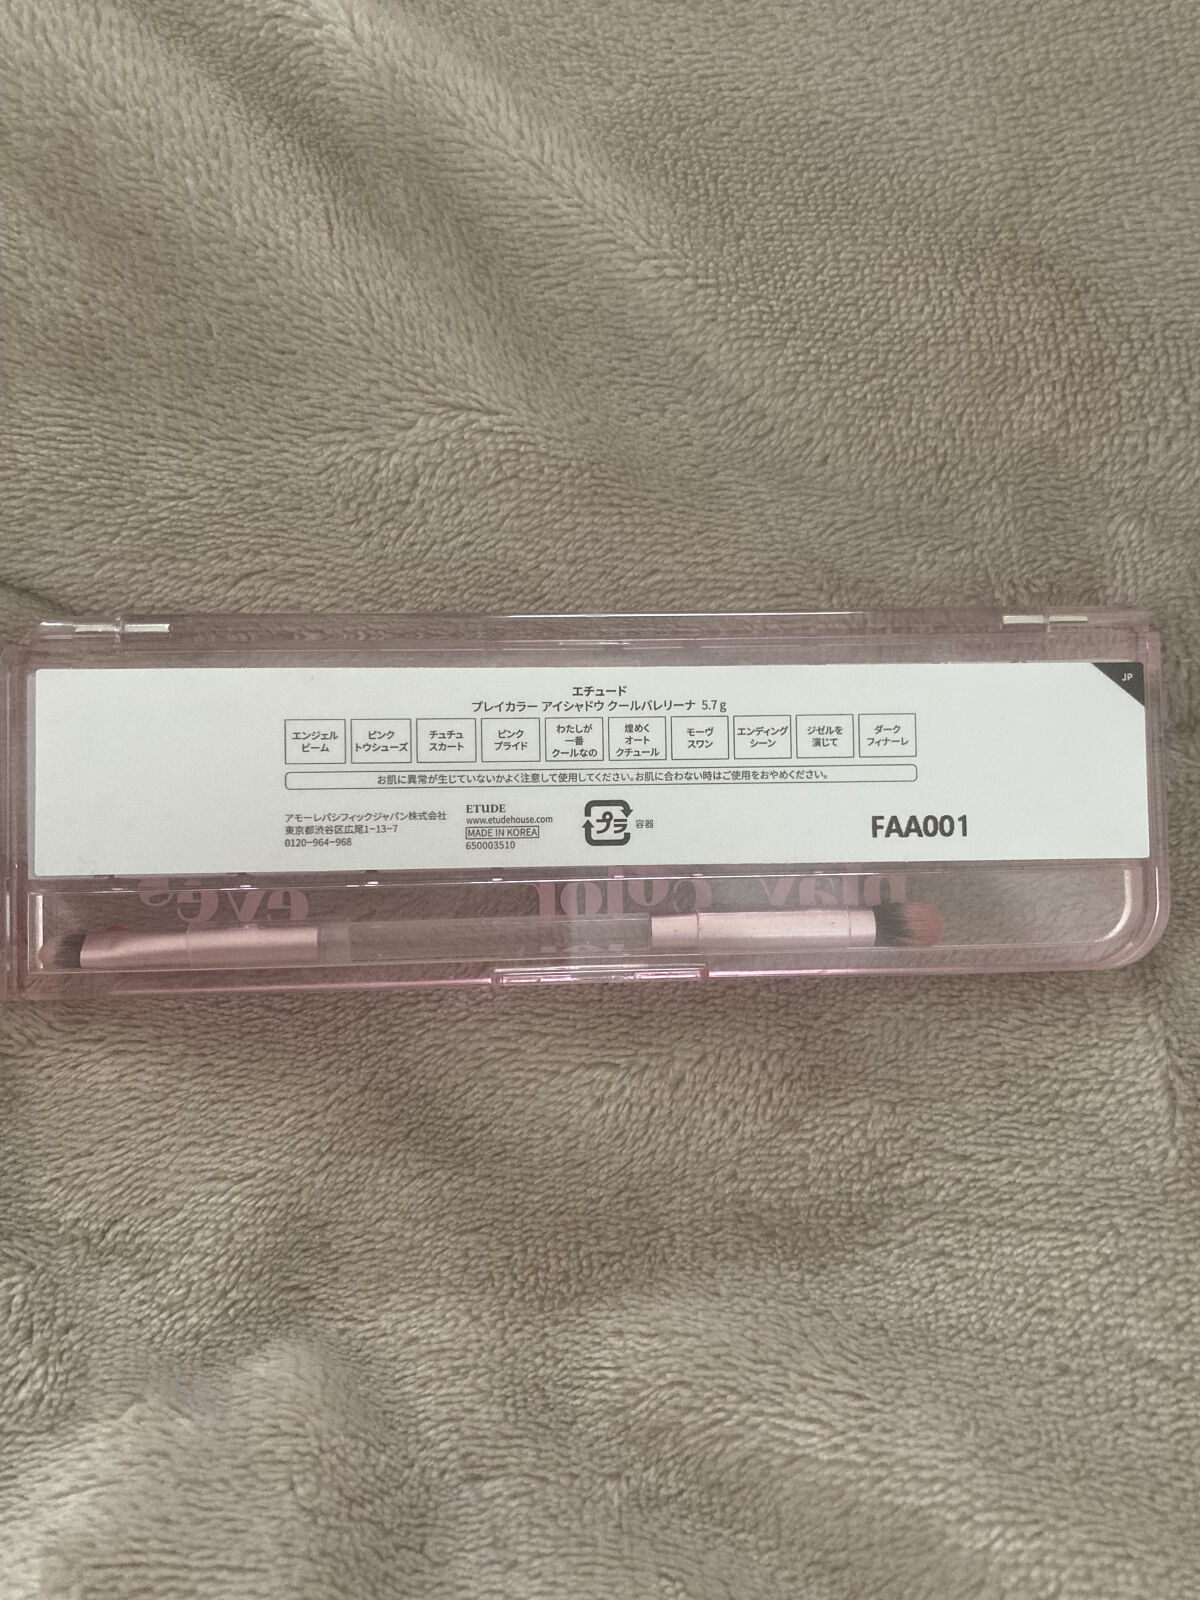 JP
エチュード
プレイカラー アイシャドウ クールバレリーナ 5.7 g
エンジェル
ビーム
ピンク
トウシューズ
チュチュ
スカート
ピンク
プライド
わたしが
一番
クールなの
煌めく
オート
クチュール
モーヴ
スワン
エンディング
シーン
ジゼルを
演じて
ダーク
フィナーレ
お肌に異常が生じていないかよく注意して使用してください。お肌に合わない時はご使用をおやめください。
アモーレパシフィックジャパン株式会社
東京都渋谷区広尾1-13-7
0120-964-968
ETUDE
www.etudehouse.com
MADE IN KOREA
650003510
プラ
容器
FAA001
play color
eyes